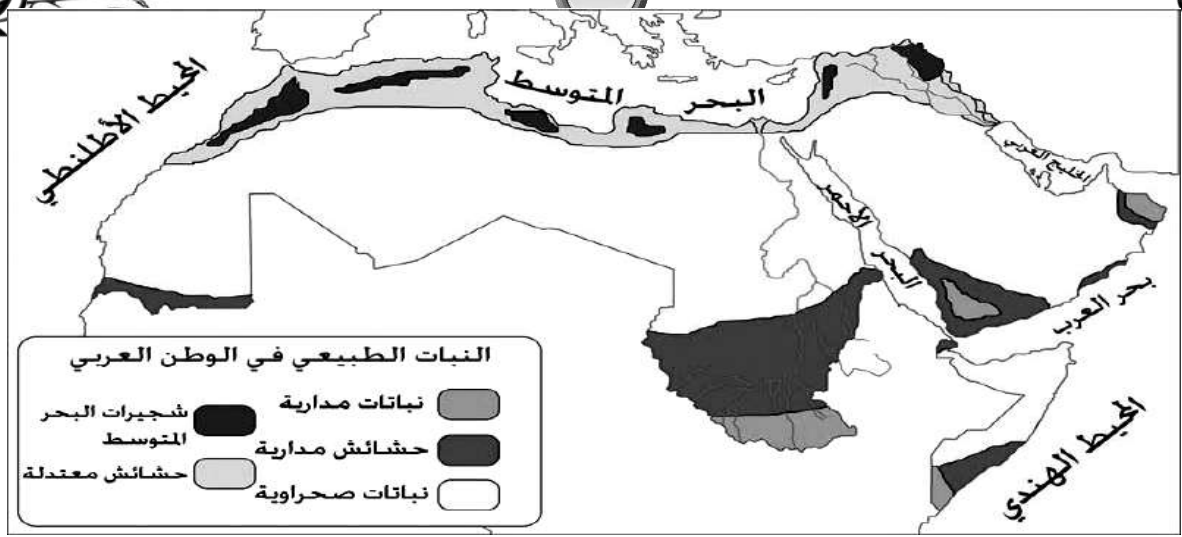 المحيط الأطلنطي
البحر المتوسط
الخليج العربي
البحر الأحمر
بحر العرب
المحيط الهندي
النبات الطبيعي في الوطن العربي
نباتات مدارية
شجيرات البحر
المتوسط
حشائش مدارية
حشائش معتدلة
نباتات صحراوية